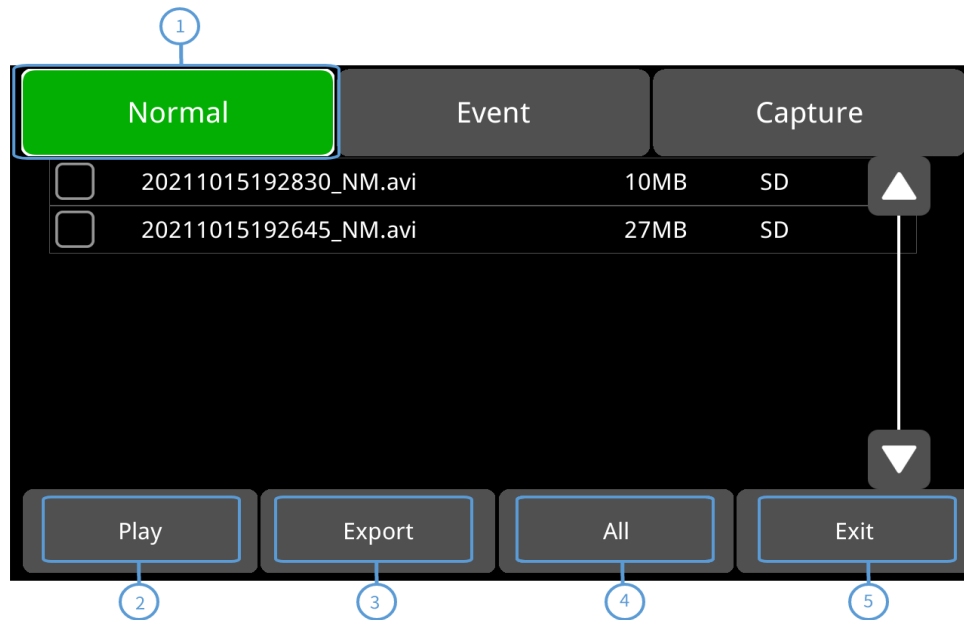 1
Normal Event Capture
20211015192830_NM.avi 10MB SD
20211015192645_NM.avi 27MB SD
Play Export All Exit
2 3 4 5